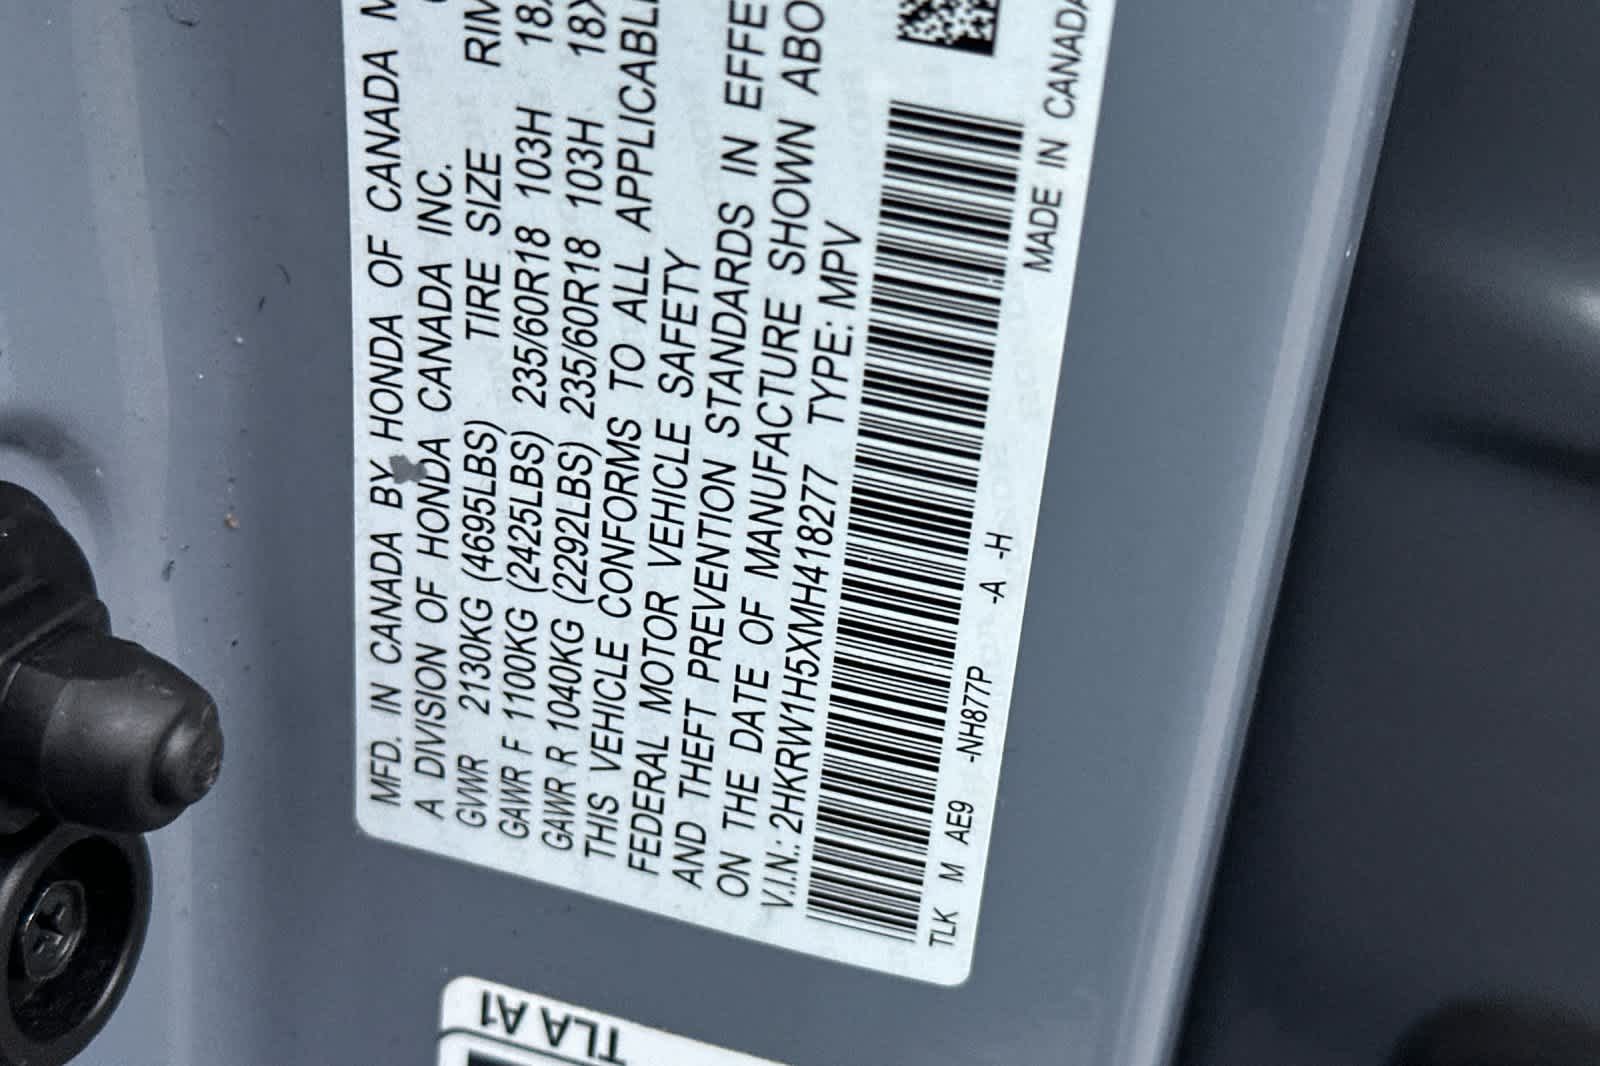 MFD. IN CANADA BY HONDA OF CANADA M
A DIVISION OF HONDA CANADA INC.
GVWR 2130KG (4695LBS) TIRE SIZE RIM
GAWR F 1100KG (2425LBS) 235/60R18 103H 18X
GAWR R 1040KG (2292LBS) 235/60R18 103H 18X
THIS VEHICLE CONFORMS TO ALL APPLICABLE
FEDERAL MOTOR VEHICLE SAFETY
AND THEFT PREVENTION STANDARDS IN EFFE
ON THE DATE OF MANUFACTURE SHOWN ABO
V.I.N.: 2HKRW1H5XMH418277 TYPE: MPV
TLK M AE9 -NH877P -A -H
MADE IN CANADA
TLA A1